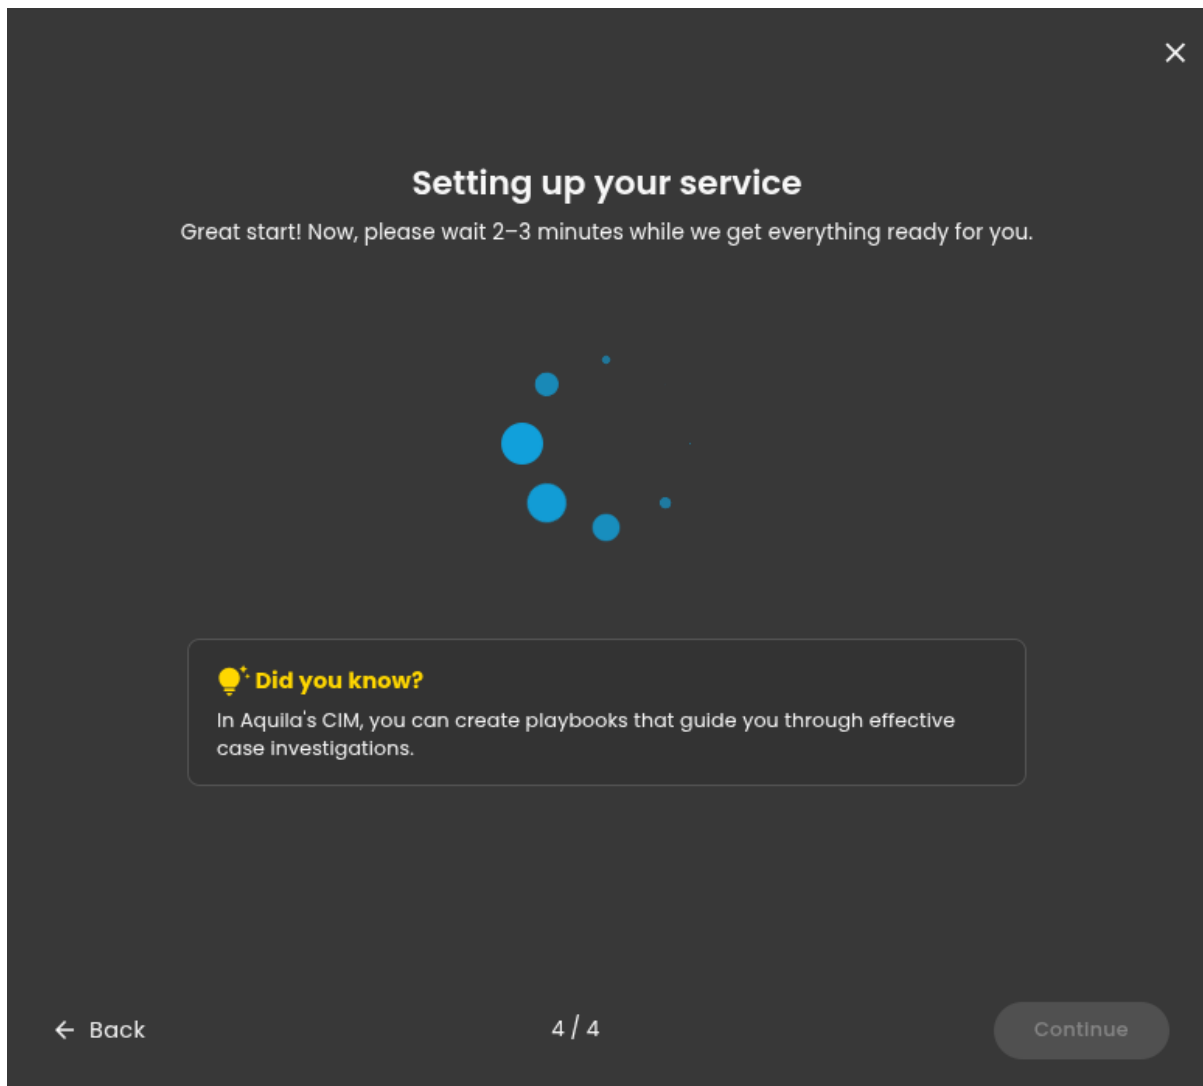 Setting up your service
Great start! Now, please wait 2–3 minutes while we get everything ready for you.
Did you know?
In Aquila's CIM, you can create playbooks that guide you through effective
case investigations.
Back
4 / 4
Continue